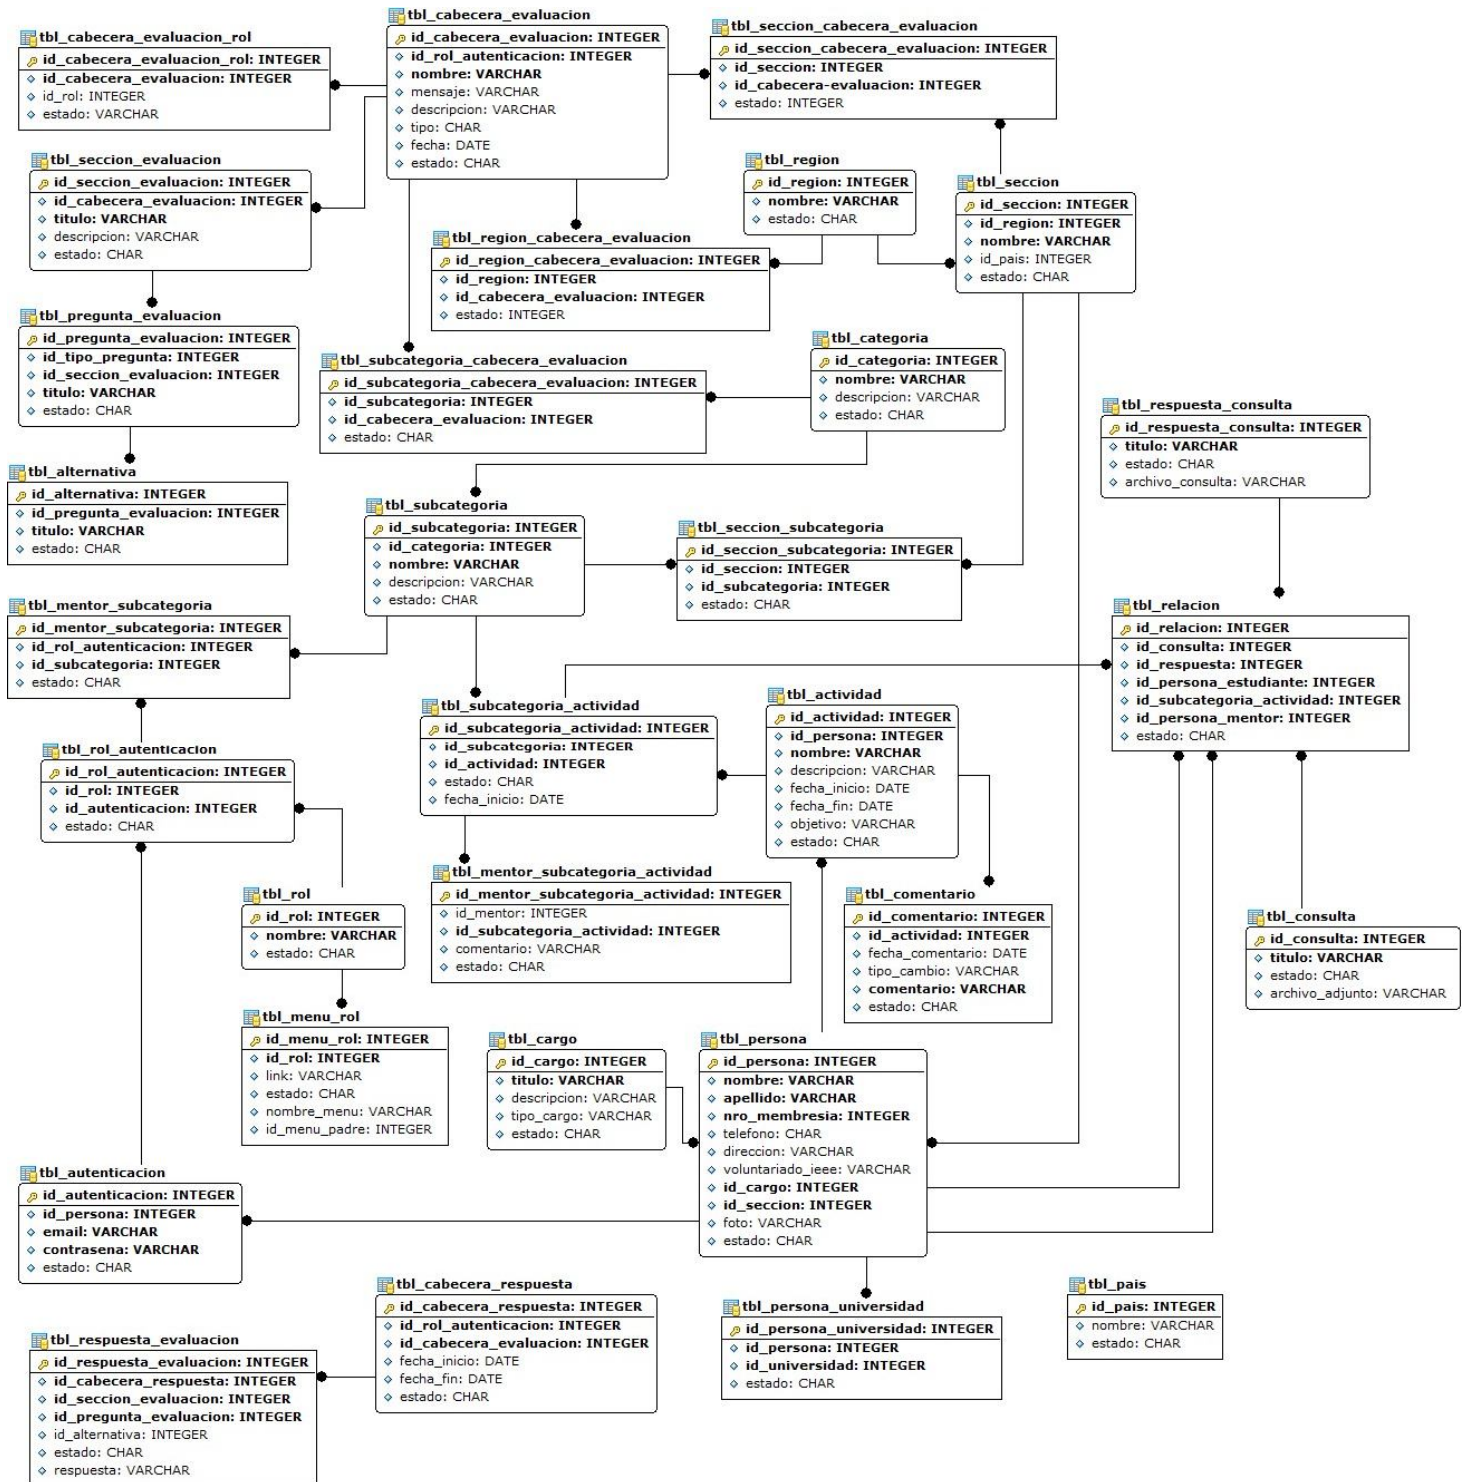 tbl_cabecera_evaluacion_rol
id_cabecera_evaluacion_rol: INTEGER
id_cabecera_evaluacion: INTEGER
id_rol: INTEGER
estado: VARCHAR
tbl_cabecera_evaluacion
id_cabecera_evaluacion: INTEGER
id_rol_autenticacion: INTEGER
nombre: VARCHAR
mensaje: VARCHAR
descripcion: VARCHAR
tipo: CHAR
fecha: DATE
estado: CHAR
tbl_seccion_cabecera_evaluacion
id_seccion_cabecera_evaluacion: INTEGER
id_seccion: INTEGER
id_cabecera-evaluacion: INTEGER
estado: INTEGER
tbl_seccion_evaluacion
id_seccion_evaluacion: INTEGER
id_cabecera_evaluacion: INTEGER
titulo: VARCHAR
descripcion: VARCHAR
estado: CHAR
tbl_region
id_region: INTEGER
nombre: VARCHAR
estado: CHAR
tbl_seccion
id_seccion: INTEGER
id_region: INTEGER
nombre: VARCHAR
id_pais: INTEGER
estado: CHAR
tbl_region_cabecera_evaluacion
id_region_cabecera_evaluacion: INTEGER
id_region: INTEGER
id_cabecera_evaluacion: INTEGER
estado: INTEGER
tbl_pregunta_evaluacion
id_pregunta_evaluacion: INTEGER
id_tipo_pregunta: INTEGER
id_seccion_evaluacion: INTEGER
titulo: VARCHAR
estado: CHAR
tbl_subcategoria_cabecera_evaluacion
id_subcategoria_cabecera_evaluacion: INTEGER
id_subcategoria: INTEGER
id_cabecera_evaluacion: INTEGER
estado: CHAR
tbl_categoria
id_categoria: INTEGER
nombre: VARCHAR
descripcion: VARCHAR
estado: CHAR
tbl_respuesta_consulta
id_respuesta_consulta: INTEGER
titulo: VARCHAR
estado: CHAR
archivo_consulta: VARCHAR
tbl_alternativa
id_alternativa: INTEGER
id_pregunta_evaluacion: INTEGER
titulo: VARCHAR
estado: CHAR
tbl_subcategoria
id_subcategoria: INTEGER
id_categoria: INTEGER
nombre: VARCHAR
descripcion: VARCHAR
estado: CHAR
tbl_seccion_subcategoria
id_seccion_subcategoria: INTEGER
id_seccion: INTEGER
id_subcategoria: INTEGER
estado: CHAR
tbl_mentor_subcategoria
id_mentor_subcategoria: INTEGER
id_rol_autenticacion: INTEGER
id_subcategoria: INTEGER
estado: CHAR
tbl_relacion
id_relacion: INTEGER
id_consulta: INTEGER
id_respuesta: INTEGER
id_persona_estudiante: INTEGER
id_subcategoria_actividad: INTEGER
id_persona_mentor: INTEGER
estado: CHAR
tbl_subcategoria_actividad
id_subcategoria_actividad: INTEGER
id_subcategoria: INTEGER
id_actividad: INTEGER
estado: CHAR
fecha_inicio: DATE
tbl_actividad
id_actividad: INTEGER
id_persona: INTEGER
nombre: VARCHAR
descripcion: VARCHAR
fecha_inicio: DATE
fecha_fin: DATE
objetivo: VARCHAR
estado: CHAR
tbl_rol_autenticacion
id_rol_autenticacion: INTEGER
id_rol: INTEGER
id_autenticacion: INTEGER
estado: CHAR
tbl_mentor_subcategoria_actividad
id_mentor_subcategoria_actividad: INTEGER
id_mentor: INTEGER
id_subcategoria_actividad: INTEGER
comentario: VARCHAR
estado: CHAR
tbl_rol
id_rol: INTEGER
nombre: VARCHAR
estado: CHAR
tbl_comentario
id_comentario: INTEGER
id_actividad: INTEGER
fecha_comentario: DATE
tipo_cambio: VARCHAR
comentario: VARCHAR
estado: CHAR
tbl_consulta
id_consulta: INTEGER
titulo: VARCHAR
estado: CHAR
archivo_adjunto: VARCHAR
tbl_menu_rol
id_menu_rol: INTEGER
id_rol: INTEGER
link: VARCHAR
estado: CHAR
nombre_menu: VARCHAR
id_menu_padre: INTEGER
tbl_cargo
id_cargo: INTEGER
titulo: VARCHAR
descripcion: VARCHAR
tipo_cargo: VARCHAR
estado: CHAR
tbl_persona
id_persona: INTEGER
nombre: VARCHAR
apellido: VARCHAR
nro_membresia: INTEGER
telefono: CHAR
direccion: VARCHAR
voluntariado_ieee: VARCHAR
id_cargo: INTEGER
id_seccion: INTEGER
foto: VARCHAR
estado: CHAR
tbl_autenticacion
id_autenticacion: INTEGER
id_persona: INTEGER
email: VARCHAR
contrasena: VARCHAR
estado: CHAR
tbl_cabecera_respuesta
id_cabecera_respuesta: INTEGER
id_rol_autenticacion: INTEGER
id_cabecera_evaluacion: INTEGER
fecha_inicio: DATE
fecha_fin: DATE
estado: CHAR
tbl_persona_universidad
id_persona_universidad: INTEGER
id_persona: INTEGER
id_universidad: INTEGER
estado: CHAR
tbl_pais
id_pais: INTEGER
nombre: VARCHAR
estado: CHAR
tbl_respuesta_evaluacion
id_respuesta_evaluacion: INTEGER
id_cabecera_respuesta: INTEGER
id_seccion_evaluacion: INTEGER
id_pregunta_evaluacion: INTEGER
id_alternativa: INTEGER
estado: CHAR
respuesta: VARCHAR